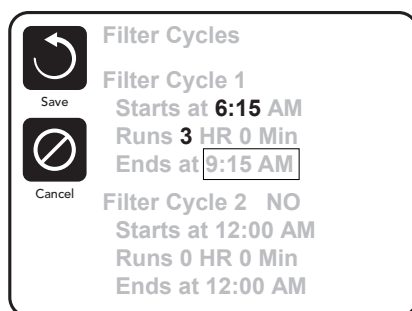 Filter Cycles
Save
Filter Cycle 1
Starts at 6:15 AM
Runs 3 HR 0 Min
Ends at 9:15 AM
Cancel
Filter Cycle 2 NO
Starts at 12:00 AM
Runs 0 HR 0 Min
Ends at 12:00 AM